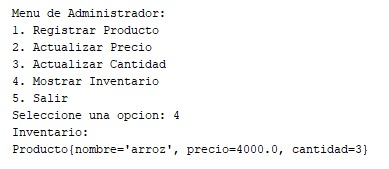 Menu de Administrador:
1. Registrar Producto
2. Actualizar Precio
3. Actualizar Cantidad
4. Mostrar Inventario
5. Salir
Seleccione una opcion: 4
Inventario:
Producto{nombre='arroz', precio=4000.0, cantidad=3}